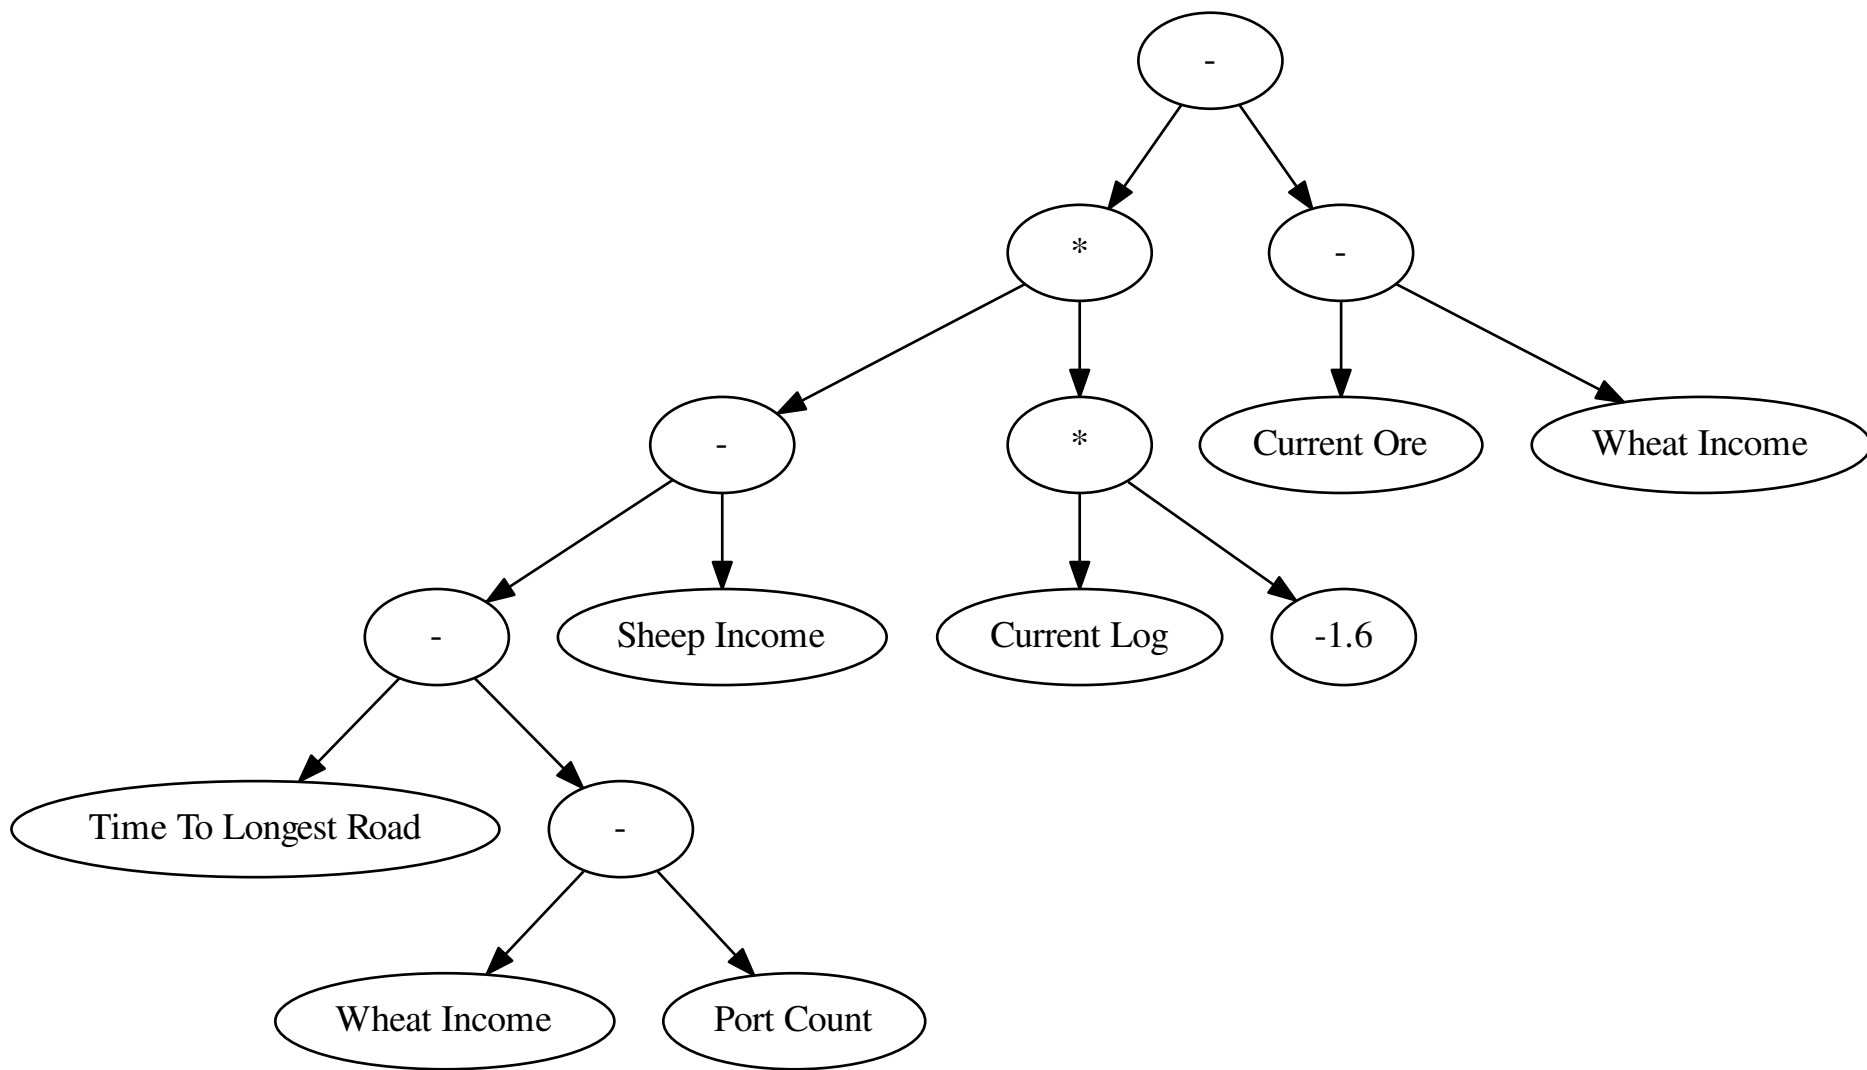 -
*
-
-
*
Current Ore
Wheat Income
-
Sheep Income
Current Log
-1.6
Time To Longest Road
-
Wheat Income
Port Count